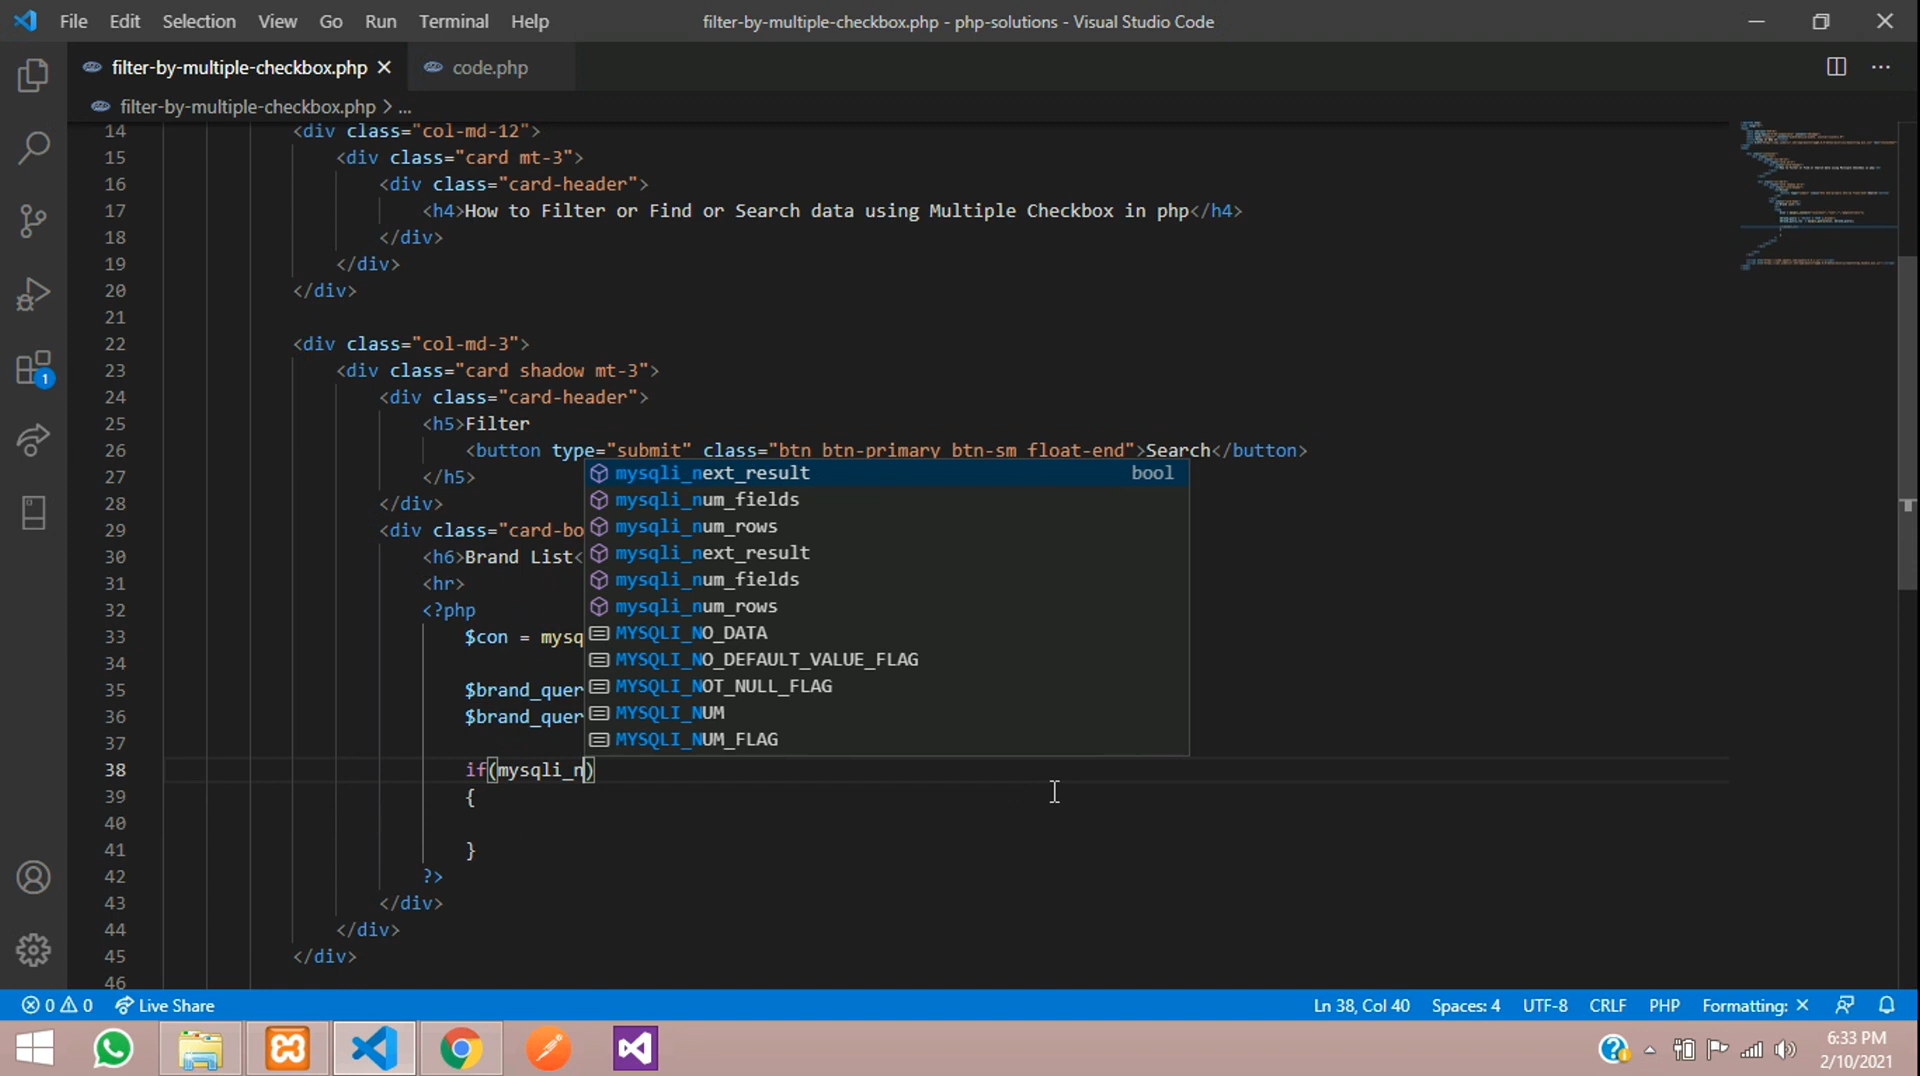 File Edit Selection View Go Run Terminal Help filter-by-multiple-checkbox.php - php-solutions - Visual Studio Code
filter-by-multiple-checkbox.php code.php
filter-by-multiple-checkbox.php > ...
14 <div class="col-md-12">
15 <div class="card mt-3">
16 <div class="card-header">
17 <h4>How to Filter or Find or Search data using Multiple Checkbox in php</h4>
18 </div>
19 </div>
20 </div>
21
22 <div class="col-md-3">
23 <div class="card shadow mt-3">
24 <div class="card-header">
25 <h5>Filter
26 <button type="submit" class="btn btn-primary btn-sm float-end">Search</button>
27 </h5>
28 </div>
29 <div class="card-bo
30 <h6>Brand List<
31 <hr>
32 <?php
33 $con = mysq
34
35 $brand_quer
36 $brand_quer
37
38 if(mysqli_n)
39 {
40
41 }
42 ?>
43 </div>
44 </div>
45 </div>
46
mysqli_next_result bool
mysqli_num_fields
mysqli_num_rows
mysqli_next_result
mysqli_num_fields
mysqli_num_rows
MYSQLI_NO_DATA
MYSQLI_NO_DEFAULT_VALUE_FLAG
MYSQLI_NOT_NULL_FLAG
MYSQLI_NUM
MYSQLI_NUM_FLAG
1
0 0 Live Share Ln 38, Col 40 Spaces: 4 UTF-8 CRLF PHP Formatting: ×
6:33 PM
2/10/2021